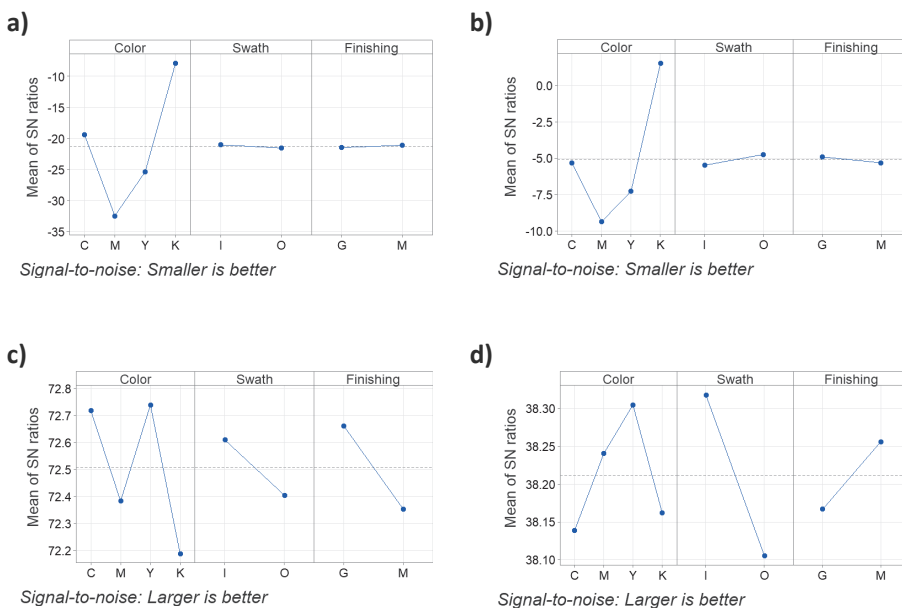 a)
Color Swath Finishing
Mean of SN ratios
-10
-15
-20
-25
-30
-35
C M Y K I O G M
Signal-to-noise: Smaller is better
b)
Color Swath Finishing
Mean of SN ratios
0.0
-2.5
-5.0
-7.5
-10.0
C M Y K I O G M
Signal-to-noise: Smaller is better
c)
Color Swath Finishing
Mean of SN ratios
72.8
72.7
72.6
72.5
72.4
72.3
72.2
C M Y K I O G M
Signal-to-noise: Larger is better
d)
Color Swath Finishing
Mean of SN ratios
38.30
38.25
38.20
38.15
38.10
C M Y K I O G M
Signal-to-noise: Larger is better